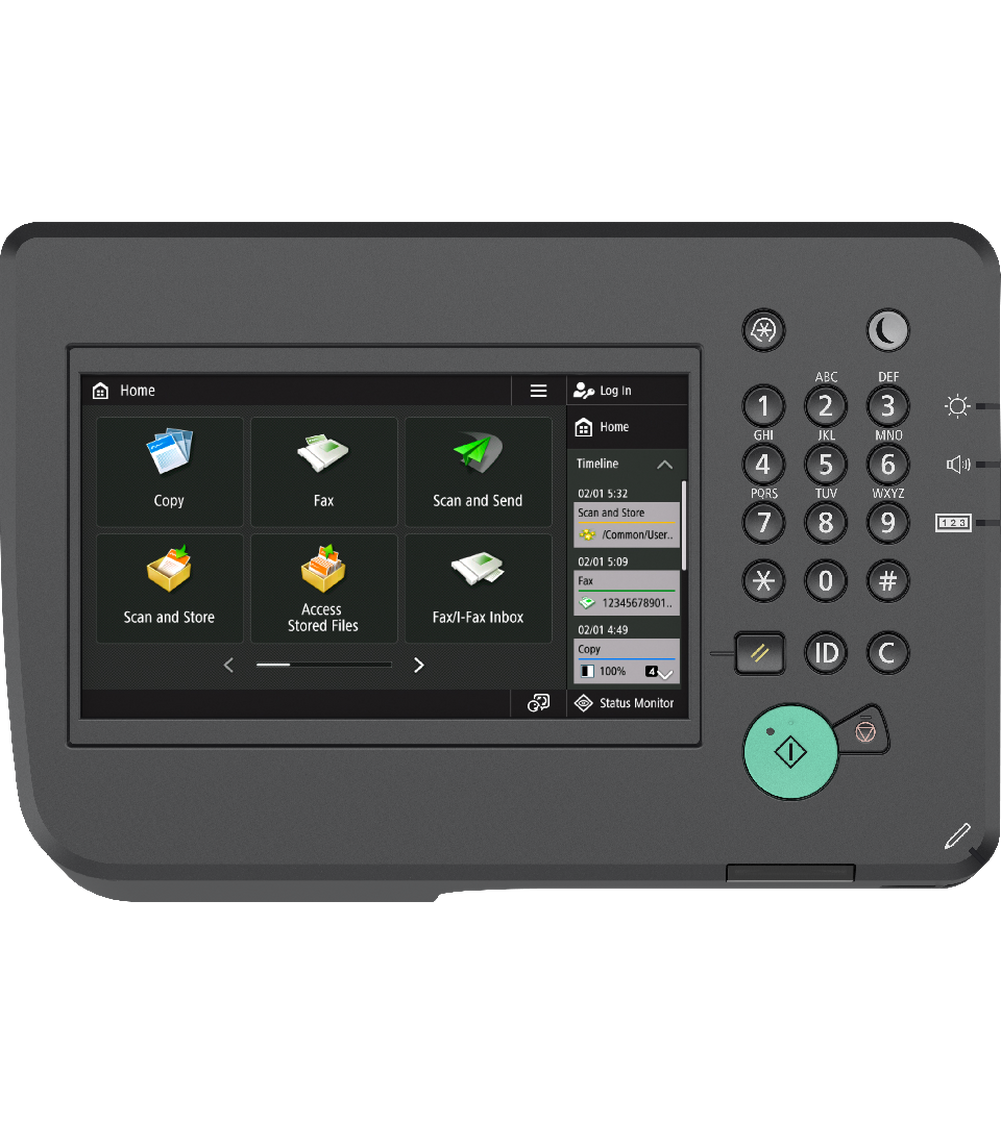 Home
Log In
Home
Copy
Fax
Scan and Send
Scan and Store
Access
Stored Files
Fax/I-Fax Inbox
Timeline
02/01 5:32
Scan and Store
/Common/User..
02/01 5:09
Fax
12345678901..
02/01 4:49
Copy
100% 4
Status Monitor
ABC DEF
1 2 3
GHI JKL MNO
4 5 6
PQRS TUV WXYZ
7 8 9
1 2 3
* 0 #
ID C